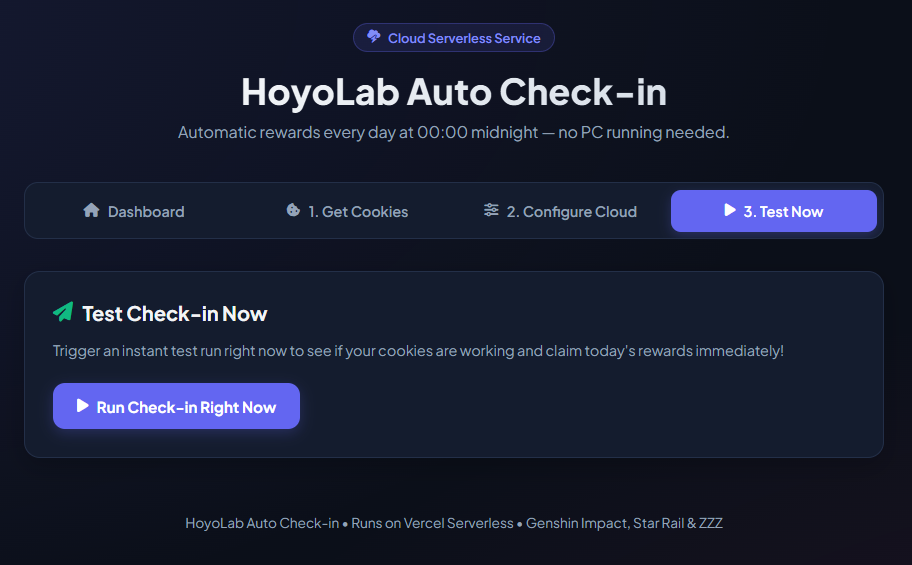 Cloud Serverless Service
HoyoLab Auto Check-in
Automatic rewards every day at 00:00 midnight — no PC running needed.
Dashboard
1. Get Cookies
2. Configure Cloud
3. Test Now
Test Check-in Now
Trigger an instant test run right now to see if your cookies are working and claim today's rewards immediately!
Run Check-in Right Now
HoyoLab Auto Check-in • Runs on Vercel Serverless • Genshin Impact, Star Rail & ZZZ